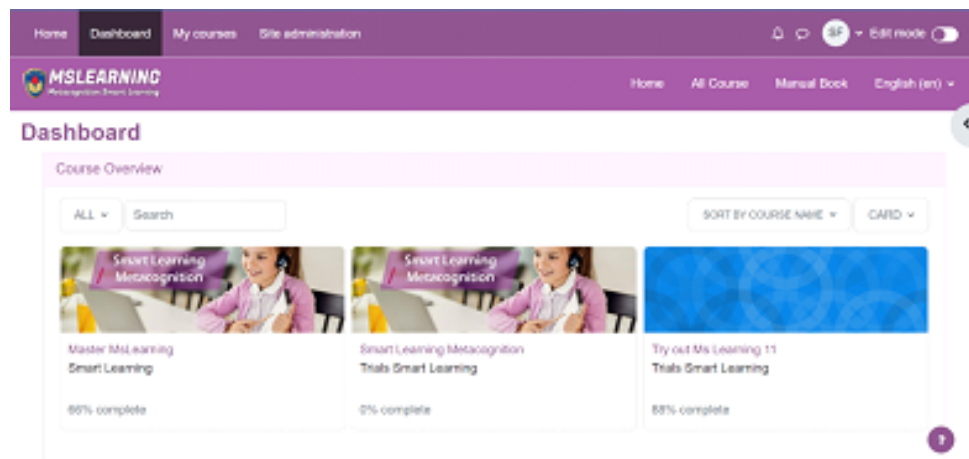 Home Dashboard My courses Site administration SF Edit mode
MSLEARNING
Metacognition Smart Learning
Home All Course Manual Book English (en)
Dashboard
Course Overview
ALL Search SORT BY COURSE NAME CARD
Smart Learning
Metacognition
Smart Learning
Metacognition
Master MsLearning
Smart Learning
66% complete
Smart Learning Metacognition
Trials Smart Learning
0% complete
Try out Ms Learning 11
Trials Smart Learning
88% complete
?